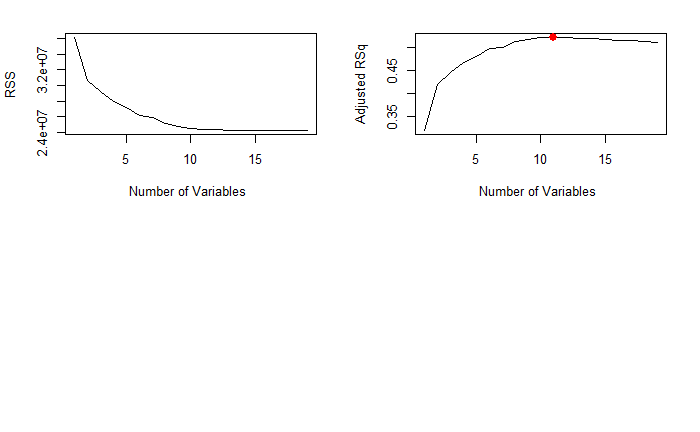 RSS
3.2e+07
2.4e+07
5 10 15
Number of Variables
Adjusted RSq
0.45
0.35
5 10 15
Number of Variables